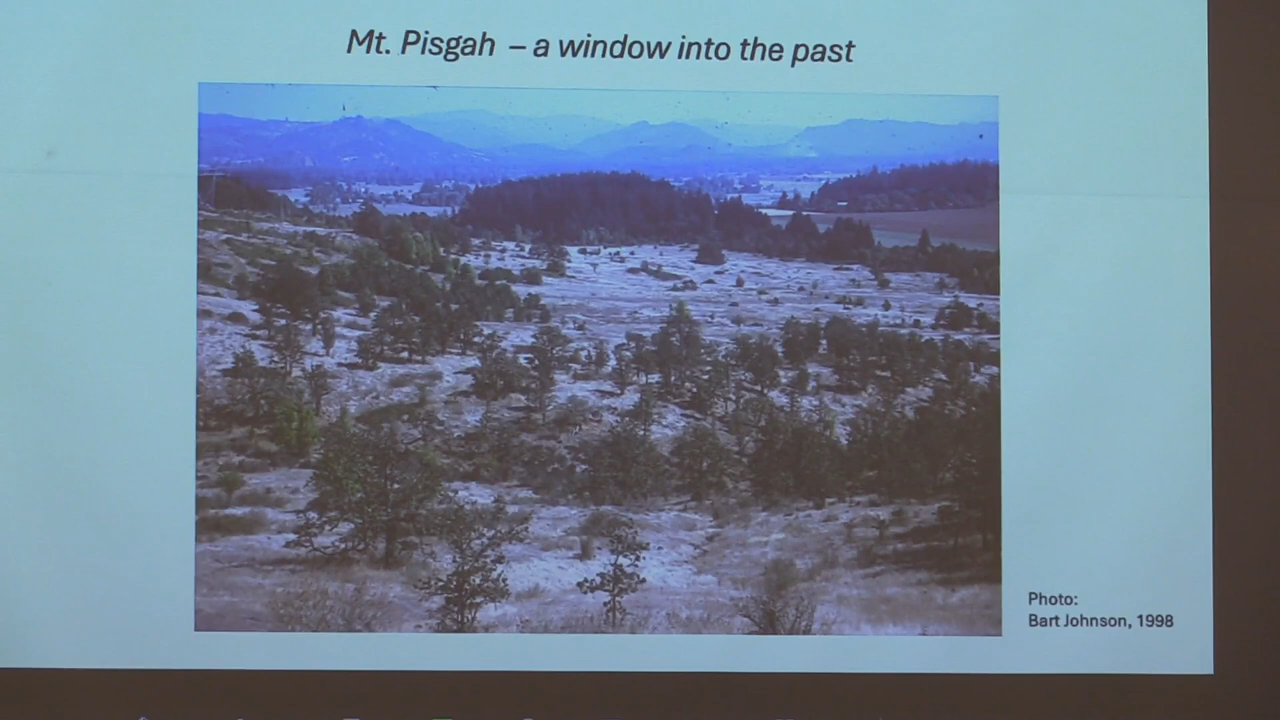 Mt. Pisgah – a window into the past
Photo:
Bart Johnson, 1998